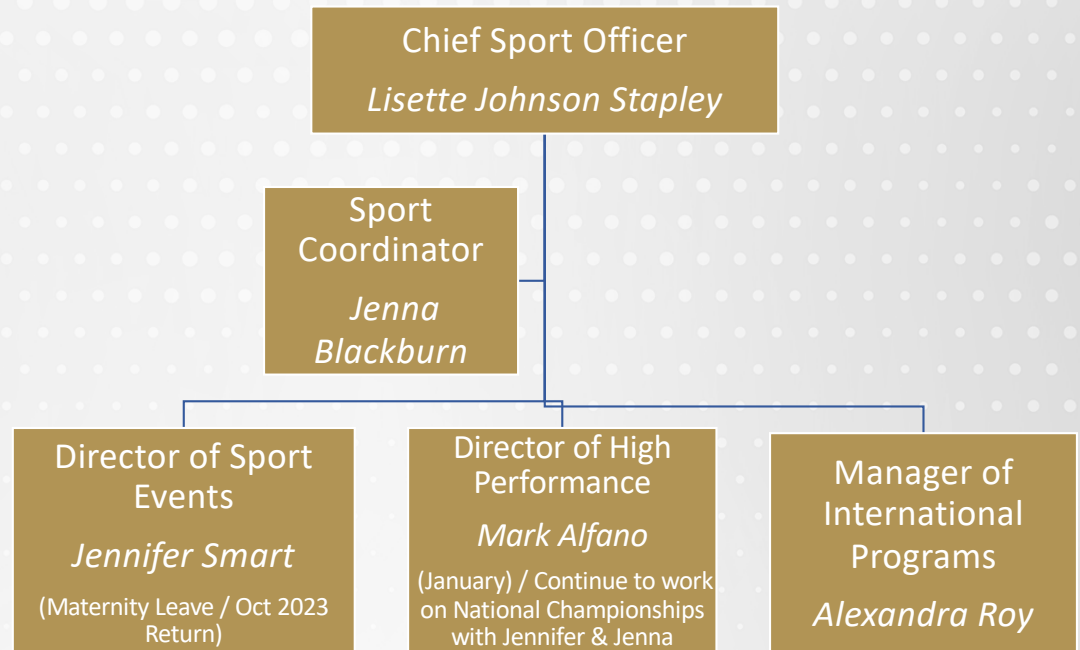 Chief Sport Officer
Lisette Johnson Stapley
Sport
Coordinator
Jenna
Blackburn
Director of Sport
Events
Jennifer Smart
(Maternity Leave / Oct 2023
Return)
Director of High
Performance
Mark Alfano
(January) / Continue to work
on National Championships
with Jennifer & Jenna
Manager of
International
Programs
Alexandra Roy